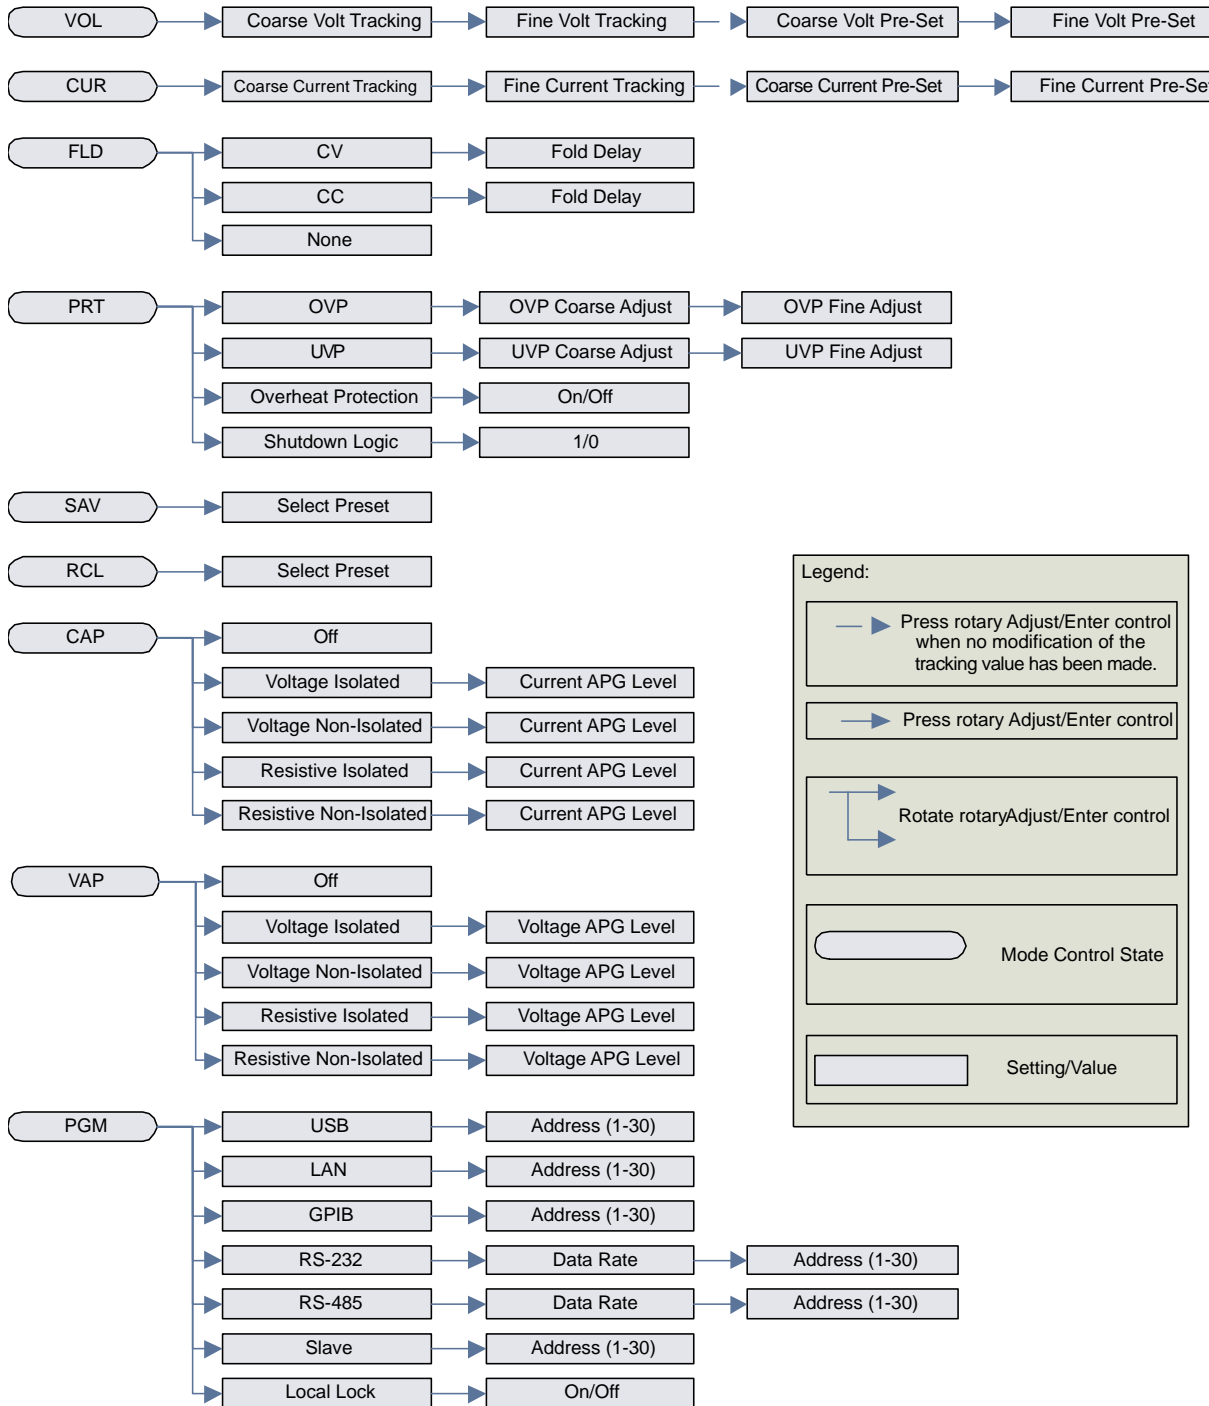 VOL Coarse Volt Tracking Fine Volt Tracking Coarse Volt Pre-Set Fine Volt Pre-Set
CUR Coarse Current Tracking Fine Current Tracking Coarse Current Pre-Set Fine Current Pre-Set
FLD CV Fold Delay
CC Fold Delay
None
PRT OVP OVP Coarse Adjust OVP Fine Adjust
UVP UVP Coarse Adjust UVP Fine Adjust
Overheat Protection On/Off
Shutdown Logic 1/0
SAV Select Preset
RCL Select Preset
CAP Off
Voltage Isolated Current APG Level
Voltage Non-Isolated Current APG Level
Resistive Isolated Current APG Level
Resistive Non-Isolated Current APG Level
VAP Off
Voltage Isolated Voltage APG Level
Voltage Non-Isolated Voltage APG Level
Resistive Isolated Voltage APG Level
Resistive Non-Isolated Voltage APG Level
PGM USB Address (1-30)
LAN Address (1-30)
GPIB Address (1-30)
RS-232 Data Rate Address (1-30)
RS-485 Data Rate Address (1-30)
Slave Address (1-30)
Local Lock On/Off
Legend:
Press rotary Adjust/Enter control
when no modification of the
tracking value has been made.
Press rotary Adjust/Enter control
Rotate rotaryAdjust/Enter control
Mode Control State
Setting/Value